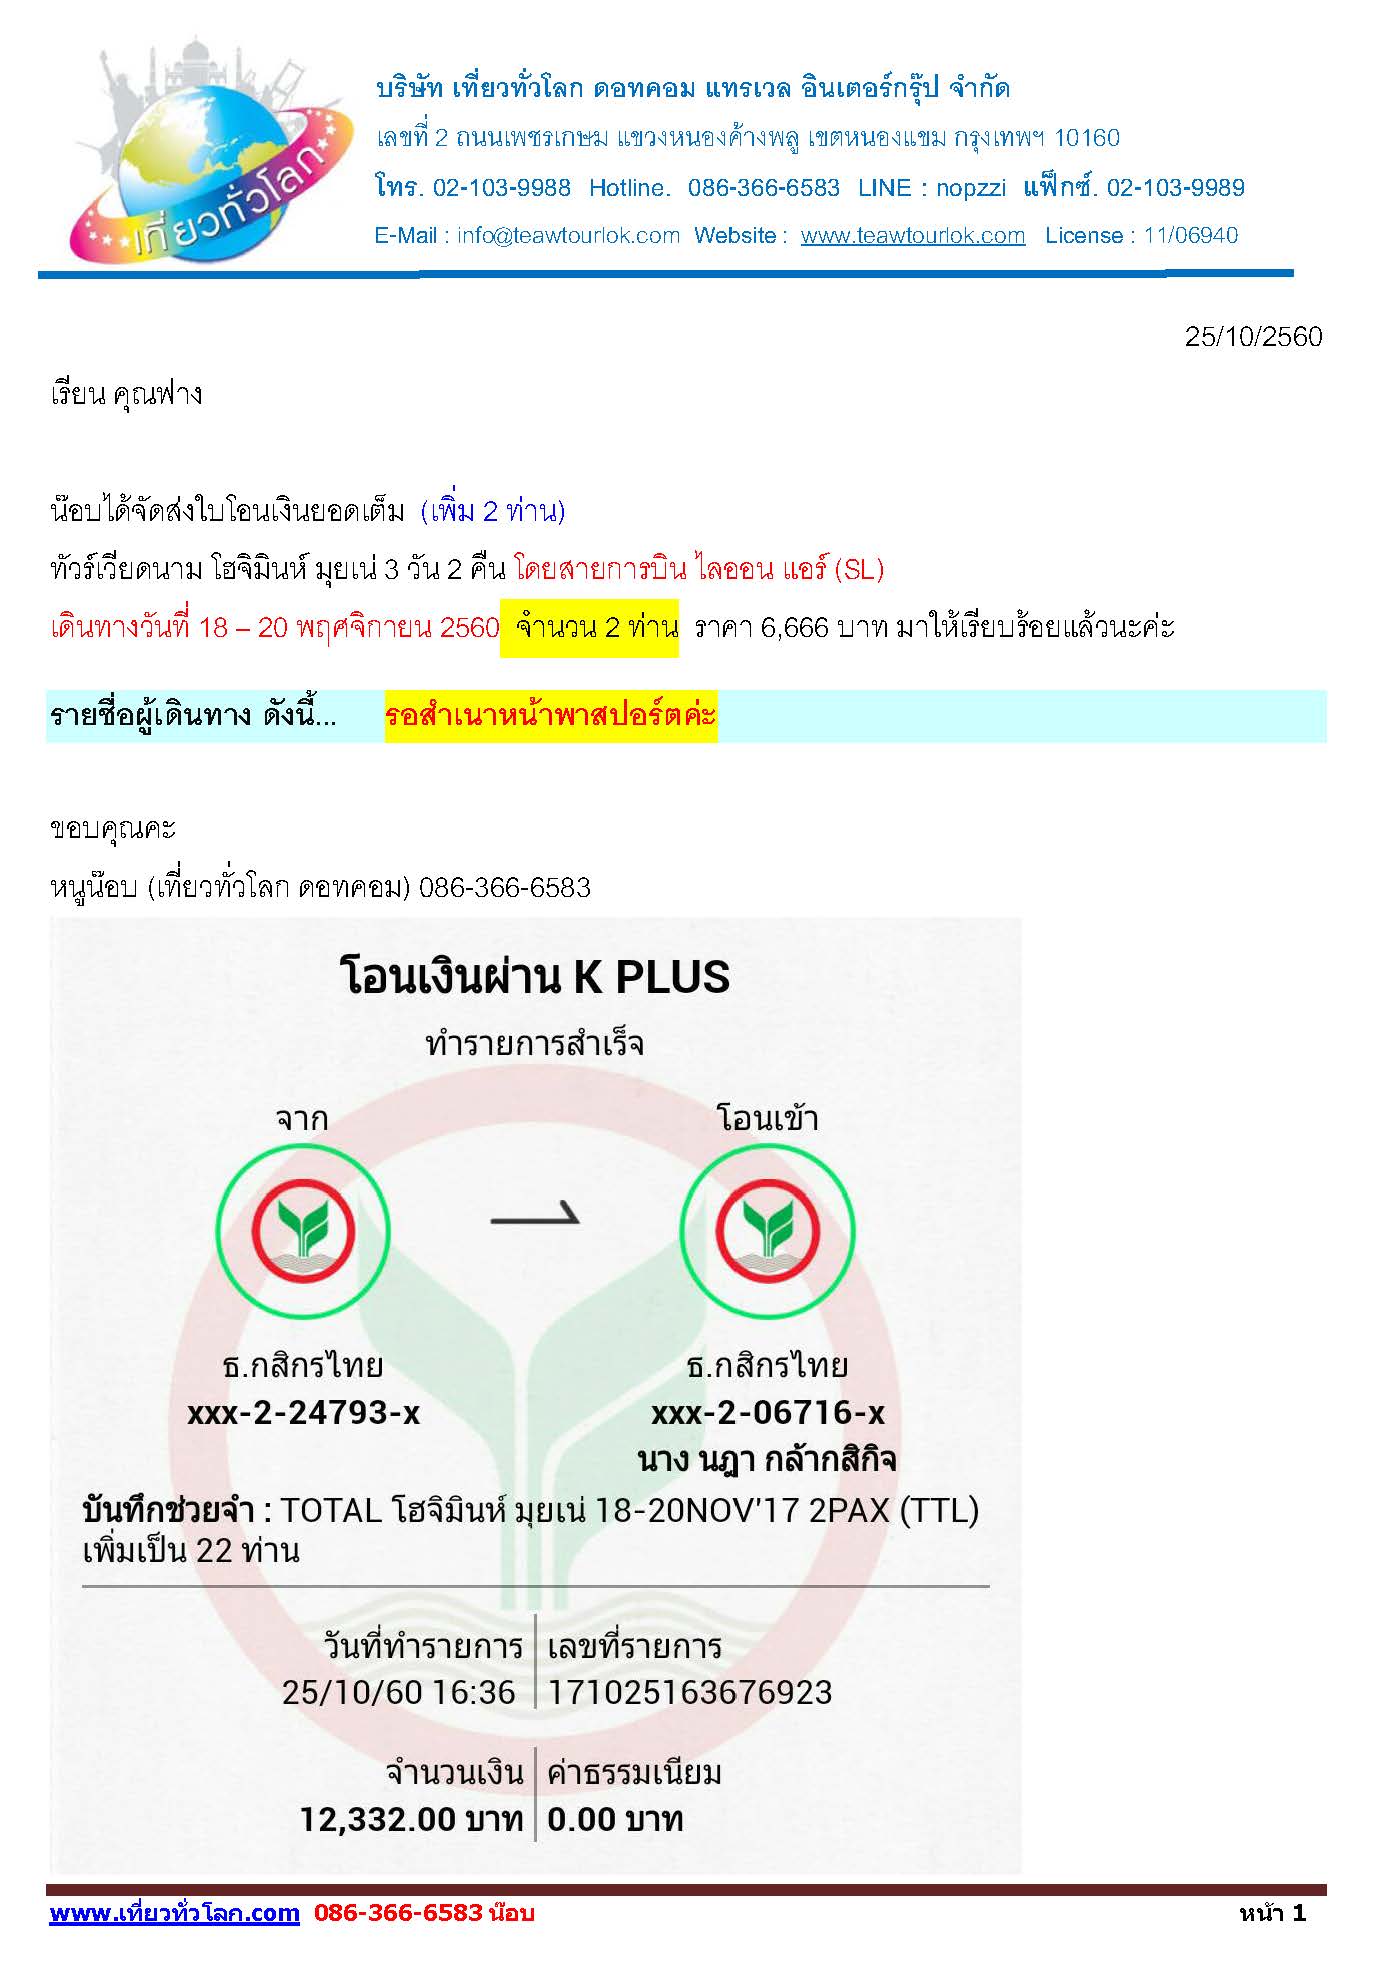 เที่ยวทั่วโลก
บริษัท เที่ยวทั่วโลก ดอทคอม แทรเวล อินเตอร์กรุ๊ป จำกัด
เลขที่ 2 ถนนเพชรเกษม แขวงหนองค้างพลู เขตหนองแขม กรุงเทพฯ 10160
โทร. 02-103-9988 Hotline. 086-366-6583 LINE : nopzzi แฟ็กซ์. 02-103-9989
E-Mail : info@teawtourlok.com Website : www.teawtourlok.com License : 11/06940
25/10/2560
เรียน คุณฟาง
น๊อบได้จัดส่งใบโอนเงินยอดเต็ม (เพิ่ม 2 ท่าน)
ทัวร์เวียดนาม โฮจิมินห์ มุยเน่ 3 วัน 2 คืน โดยสายการบิน ไลออน แอร์ (SL)
เดินทางวันที่ 18 – 20 พฤศจิกายน 2560 จำนวน 2 ท่าน ราคา 6,666 บาท มาให้เรียบร้อยแล้วนะค่ะ
รายชื่อผู้เดินทาง ดังนี้... รอสำเนาหน้าพาสปอร์ตค่ะ
ขอบคุณคะ
หนูน๊อบ (เที่ยวทั่วโลก ดอทคอม) 086-366-6583
โอนเงินผ่าน K PLUS
ทำรายการสำเร็จ
จาก โอนเข้า
ธ.กสิกรไทย ธ.กสิกรไทย
xxx-2-24793-x xxx-2-06716-x
นาง นฎา กล้ากสิกิจ
บันทึกช่วยจำ : TOTAL โฮจิมินห์ มุยเน่ 18-20NOV'17 2PAX (TTL)
เพิ่มเป็น 22 ท่าน
วันที่ทำรายการ เลขที่รายการ
25/10/60 16:36 171025163676923
จำนวนเงิน ค่าธรรมเนียม
12,332.00 บาท 0.00 บาท
www.เที่ยวทั่วโลก.com 086-366-6583 น๊อบ หน้า 1